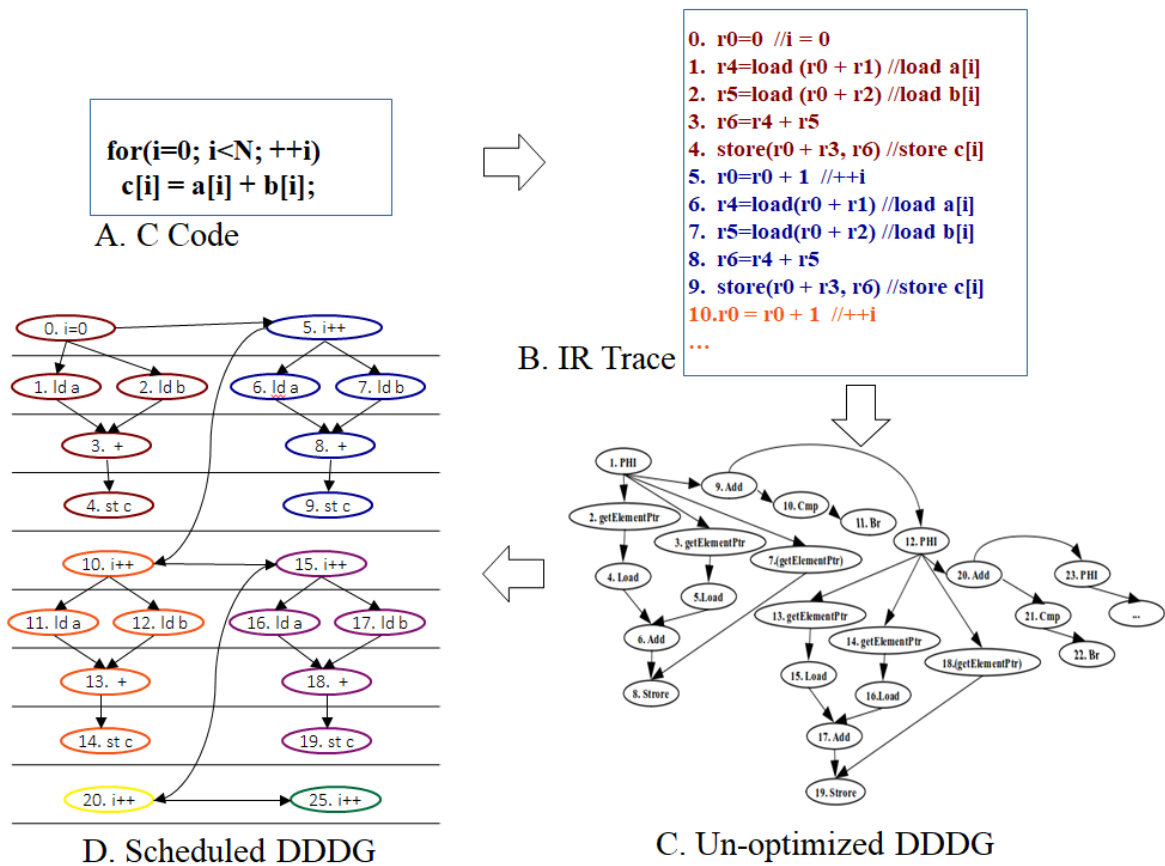 for(i=0; i<N; ++i)
c[i] = a[i] + b[i];
A. C Code
0. r0=0 //i = 0
1. r4=load (r0 + r1) //load a[i]
2. r5=load (r0 + r2) //load b[i]
3. r6=r4 + r5
4. store(r0 + r3, r6) //store c[i]
5. r0=r0 + 1 //++i
6. r4=load(r0 + r1) //load a[i]
7. r5=load(r0 + r2) //load b[i]
8. r6=r4 + r5
9. store(r0 + r3, r6) //store c[i]
10.r0 = r0 + 1 //++i
...
B. IR Trace
0. i=0
5. i++
1. ld a
2. ld b
6. ld a
7. ld b
3. +
8. +
4. st c
9. st c
10. i++
15. i++
11. ld a
12. ld b
16. ld a
17. ld b
13. +
18. +
14. st c
19. st c
20. i++
25. i++
D. Scheduled DDDG
1. PHI
9. Add
10. Cmp
11. Br
2. getElementPtr
3. getElementPtr
7.(getElementPtr)
12. PHI
4. Load
5.Load
20. Add
23. PHI
6. Add
13. getElementPtr
21. Cmp
...
14. getElementPtr
22. Br
8. Strore
15. Load
16.Load
18.(getElementPtr)
17. Add
19. Strore
C. Un-optimized DDDG